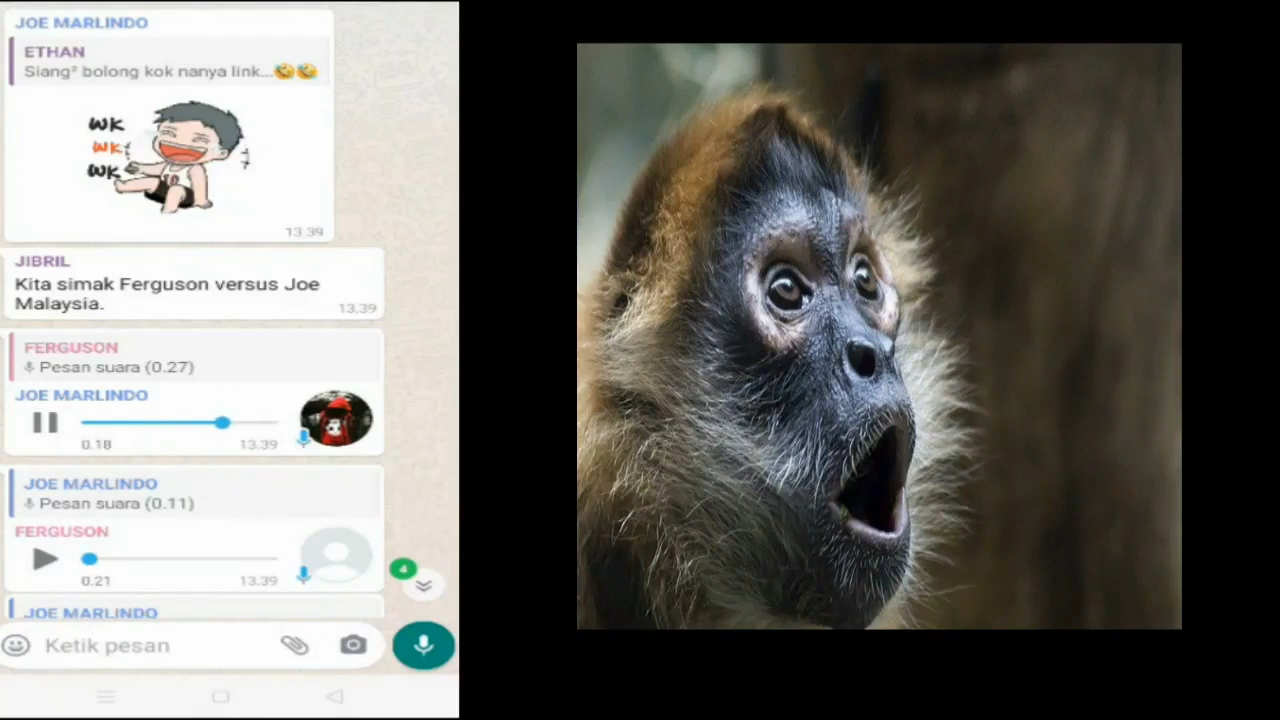 JOE MARLINDO
ETHAN
Siang² bolong kok nanya link...🤣🤣
WK
WK
WK
13.39
JIBRIL
Kita simak Ferguson versus Joe
Malaysia.
13.39
FERGUSON
Pesan suara (0.27)
JOE MARLINDO
0.18 13.39
JOE MARLINDO
Pesan suara (0.11)
FERGUSON
0.21 13.39
4
JOE MARLINDO
Ketik pesan